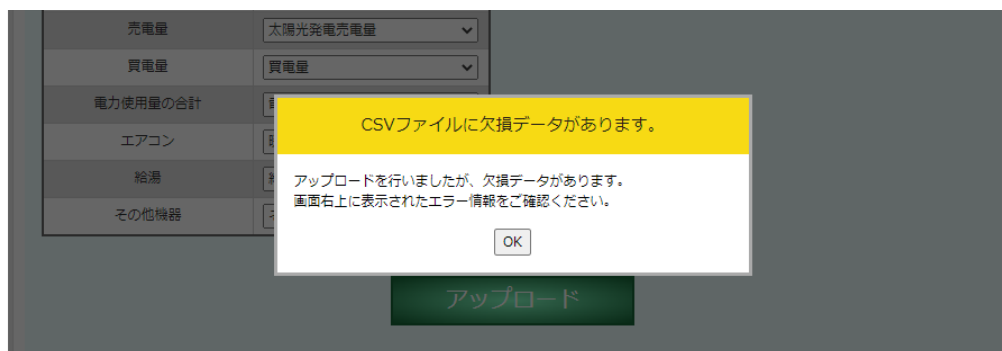 売電量
太陽光発電売電量
買電量
買電量
電力使用量の合計
CSVファイルに欠損データがあります。
エアコン
アップロードを行いましたが、欠損データがあります。
給湯
画面右上に表示されたエラー情報をご確認ください。
その他機器
OK
アップロード